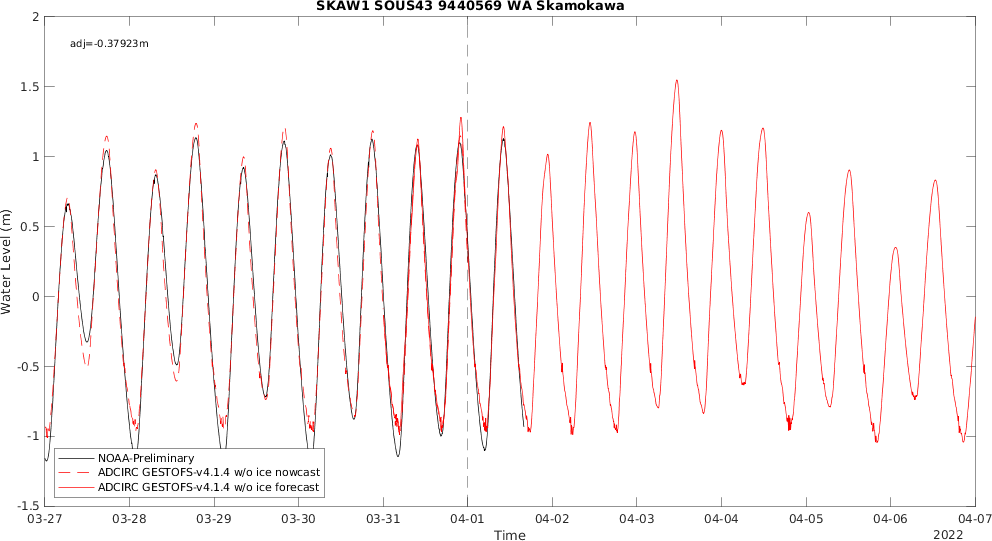 SKAW1 SOUS43 9440569 WA Skamokawa
adj=-0.37923m
Water Level (m)
2
1.5
1
0.5
0
-0.5
-1
-1.5
NOAA-Preliminary
ADCIRC GESTOFS-v4.1.4 w/o ice nowcast
ADCIRC GESTOFS-v4.1.4 w/o ice forecast
03-27 03-28 03-29 03-30 03-31 04-01 04-02 04-03 04-04 04-05 04-06 04-07
Time
2022